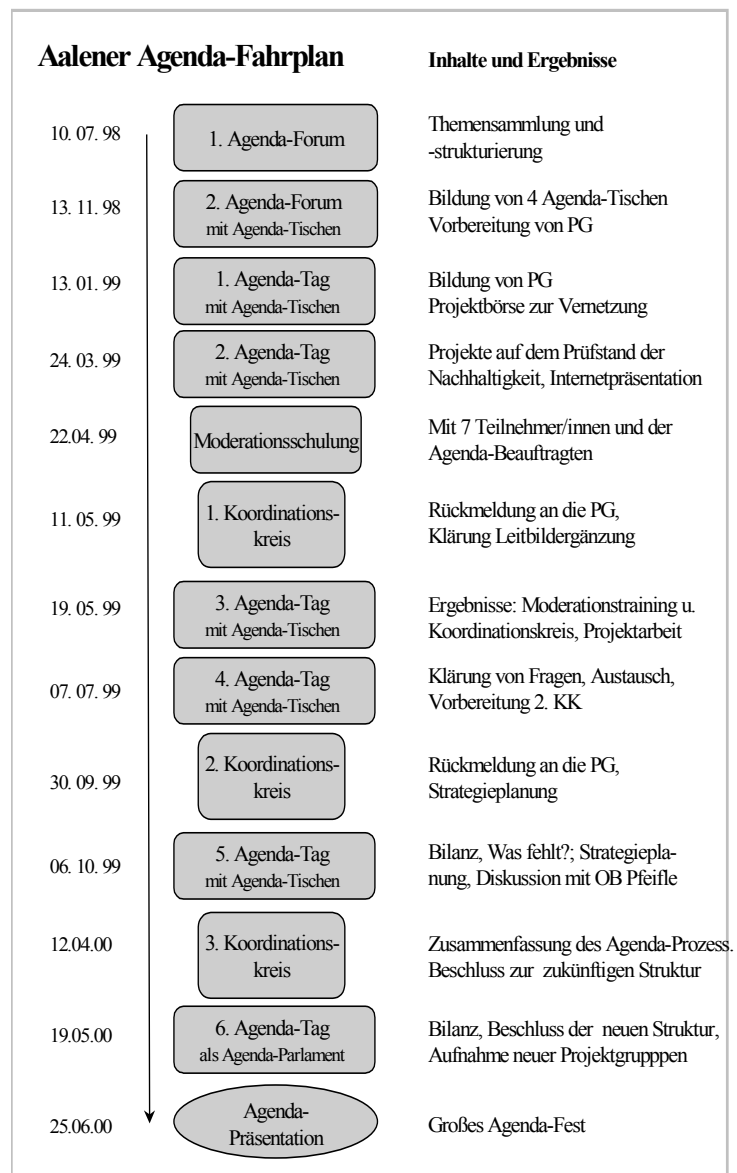 Aalener Agenda-Fahrplan Inhalte und Ergebnisse
10. 07. 98 1. Agenda-Forum Themensammlung und
-strukturierung
13. 11. 98 2. Agenda-Forum Bildung von 4 Agenda-Tischen
mit Agenda-Tischen Vorbereitung von PG
13. 01. 99 1. Agenda-Tag Bildung von PG
mit Agenda-Tischen Projektbörse zur Vernetzung
24. 03. 99 2. Agenda-Tag Projekte auf dem Prüfstand der
mit Agenda-Tischen Nachhaltigkeit, Internetpräsentation
22.04. 99 Moderationsschulung Mit 7 Teilnehmer/innen und der
Agenda-Beauftragten
11. 05. 99 1. Koordinations- Rückmeldung an die PG,
kreis Klärung Leitbildergänzung
19. 05. 99 3. Agenda-Tag Ergebnisse: Moderationstraining u.
mit Agenda-Tischen Koordinationskreis, Projektarbeit
07. 07. 99 4. Agenda-Tag Klärung von Fragen, Austausch,
mit Agenda-Tischen Vorbereitung 2. KK
30. 09. 99 2. Koordinations- Rückmeldung an die PG,
kreis Strategieplanung
06. 10. 99 5. Agenda-Tag Bilanz, Was fehlt?; Strategiepla-
mit Agenda-Tischen nung, Diskussion mit OB Pfeifle
12.04.00 3. Koordinations- Zusammenfassung des Agenda-Prozess.
kreis Beschluss zur zukünftigen Struktur
19.05.00 6. Agenda-Tag Bilanz, Beschluss der neuen Struktur,
als Agenda-Parlament Aufnahme neuer Projektgrupppen
25.06.00 Agenda- Großes Agenda-Fest
Präsentation